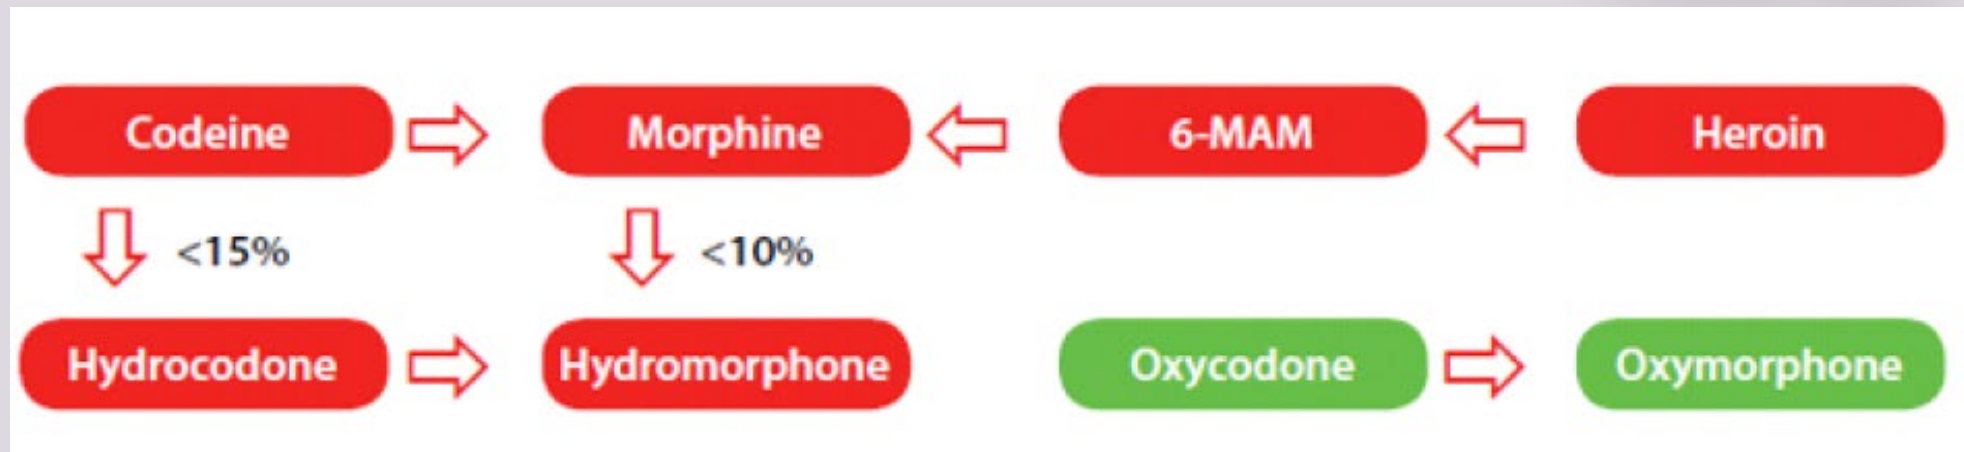 Codeine
Morphine
6-MAM
Heroin
<15%
<10%
Hydrocodone
Hydromorphone
Oxycodone
Oxymorphone